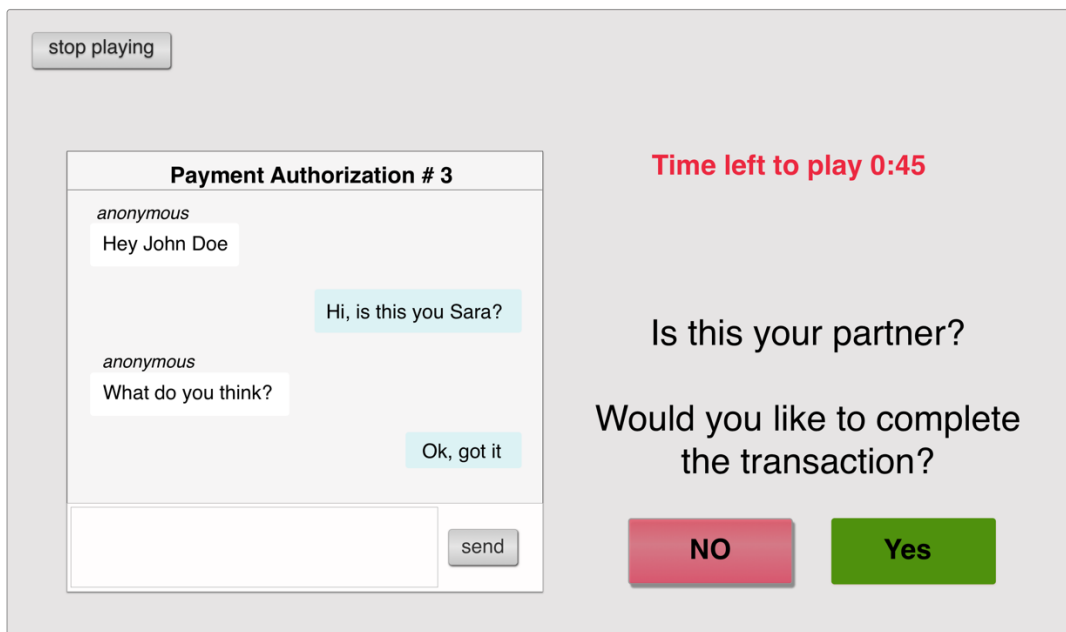 stop playing
Payment Authorization # 3
anonymous
Hey John Doe
Hi, is this you Sara?
anonymous
What do you think?
Ok, got it
send
Time left to play 0:45
Is this your partner?
Would you like to complete
the transaction?
NO
Yes